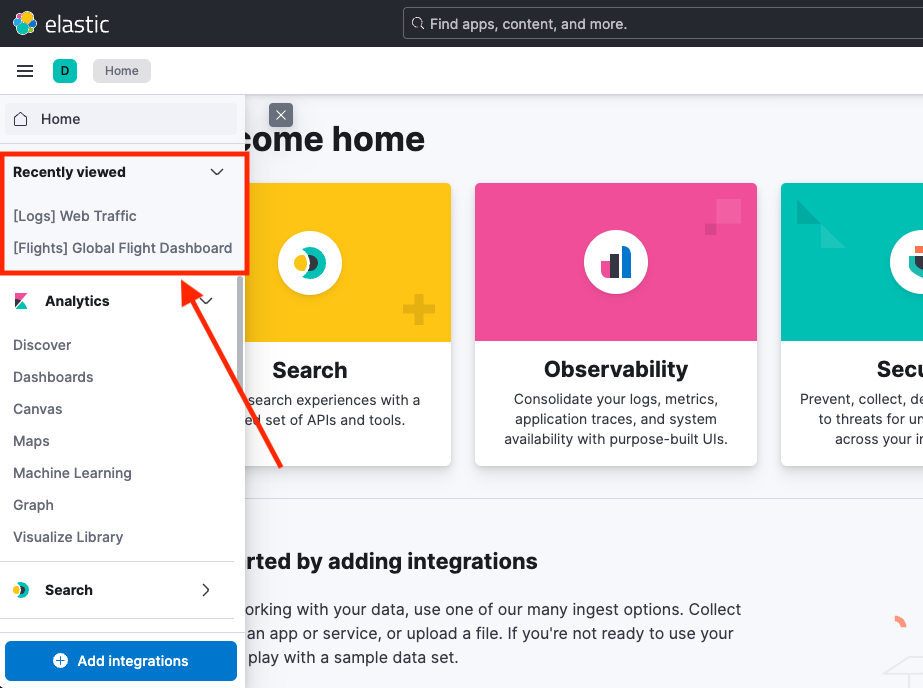 elastic
Find apps, content, and more.
D
Home
Home
Recently viewed
[Logs] Web Traffic
[Flights] Global Flight Dashboard
Analytics
Discover
Dashboards
Canvas
Maps
Machine Learning
Graph
Visualize Library
Search
Add integrations
come home
Search
search experiences with a
ed set of APIs and tools.
Observability
Consolidate your logs, metrics,
application traces, and system
availability with purpose-built UIs.
Secu
Prevent, collect, de
to threats for un
across your in
rted by adding integrations
orking with your data, use one of our many ingest options. Collect
an app or service, or upload a file. If you're not ready to use your
play with a sample data set.